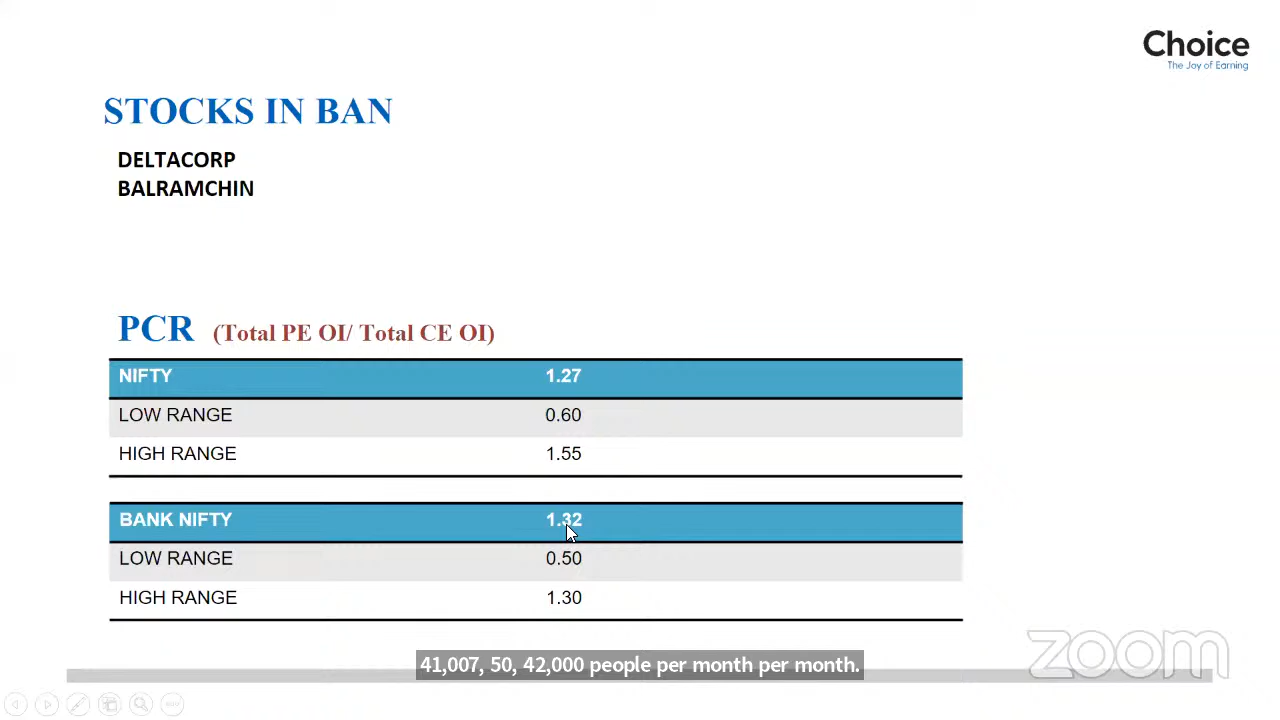 Choice
The Joy of Earning
STOCKS IN BAN
DELTACORP
BALRAMCHIN
PCR (Total PE OI/ Total CE OI)
NIFTY 1.27
LOW RANGE 0.60
HIGH RANGE 1.55
BANK NIFTY 1.32
LOW RANGE 0.50
HIGH RANGE 1.30
zoom
41,007, 50, 42,000 people per month per month.